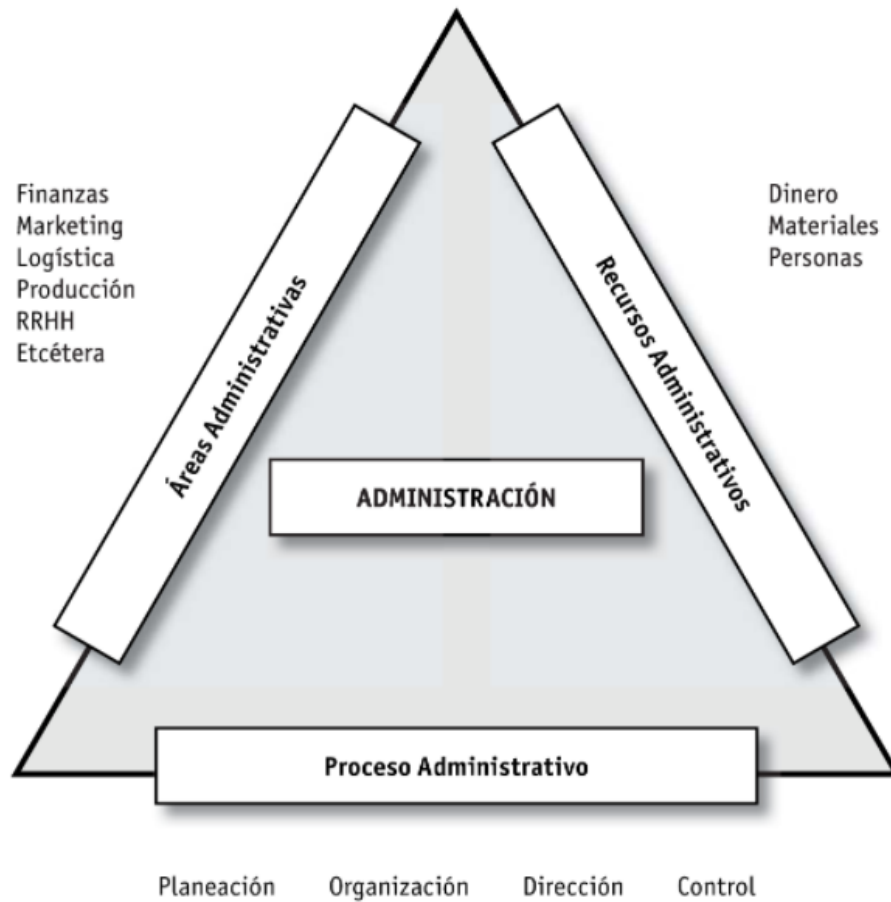 Finanzas
Marketing
Logística
Producción
RRHH
Etcétera
Áreas Administrativas
Recursos Administrativos
Dinero
Materiales
Personas
ADMINISTRACIÓN
Proceso Administrativo
Planeación Organización Dirección Control